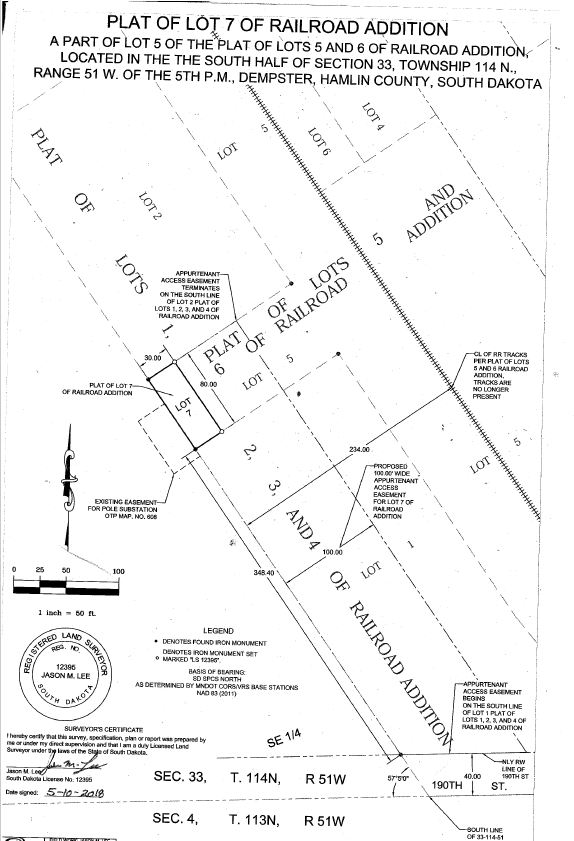 PLAT OF LOT 7 OF RAILROAD ADDITION
A PART OF LOT 5 OF THE PLAT OF LOTS 5 AND 6 OF RAILROAD ADDITION,
LOCATED IN THE THE SOUTH HALF OF SECTION 33, TOWNSHIP 114 N.,
RANGE 51 W. OF THE 5TH P.M., DEMPSTER, HAMLIN COUNTY, SOUTH DAKOTA
LOT 4
LOT 6
LOT 5
PLAT OF LOTS 1,
LOT 2
5 AND
ADDITION
APPURTENANT
ACCESS EASEMENT
TERMINATES
ON THE SOUTH LINE
OF LOT 2 PLAT OF
LOTS 1, 2, 3, AND 4 OF
RAILROAD ADDITION
PLAT OF LOTS
6 OF RAILROAD
30.00
80.00
LOT 5
PLAT OF LOT 7
OF RAILROAD ADDITION
LOT
7
CL OF RR TRACKS
PER PLAT OF LOTS
5 AND 6 RAILROAD
ADDITION,
TRACKS ARE
NO LONGER
PRESENT
234.00
LOT 5
2, 3, AND 4 OF RAILROAD ADDITION
PROPOSED
100.00' WIDE
APPURTENANT
ACCESS
EASEMENT
FOR LOT 7 OF
RAILROAD
ADDITION
EXISTING EASEMENT
FOR POLE SUBSTATION
OTP MAP. NO. 608
100.00
LOT 1
348.40
0 25 50 100
1 inch = 50 ft.
REGISTERED LAND SURVEYOR
REG. NO.
12395
JASON M. LEE
SOUTH DAKOTA
LEGEND
DENOTES FOUND IRON MONUMENT
DENOTES IRON MONUMENT SET
MARKED "LS 12395".
BASIS OF BEARING:
SD SPCS NORTH
AS DETERMINED BY MNDOT CORS/VRS BASE STATIONS
NAD 83 (2011)
APPURTENANT
ACCESS EASEMENT
BEGINS
ON THE SOUTH LINE
OF LOT 1 PLAT OF
LOTS 1, 2, 3, AND 4 OF
RAILROAD ADDITION
SURVEYOR'S CERTIFICATE
I hereby certify that this survey, specification, plan or report was prepared by
me or under my direct supervision and that I am a duly Licensed Land
Surveyor under the laws of the State of South Dakota.
Jason M. Lee
South Dakota License No. 12395
Date signed: 5-10-2018
SE 1/4
SEC. 33, T. 114N, R 51W
57°5'0"
190TH ST.
40.00
NLY RW
LINE OF
190TH ST
SEC. 4, T. 113N, R 51W
SOUTH LINE
OF 33-114-51